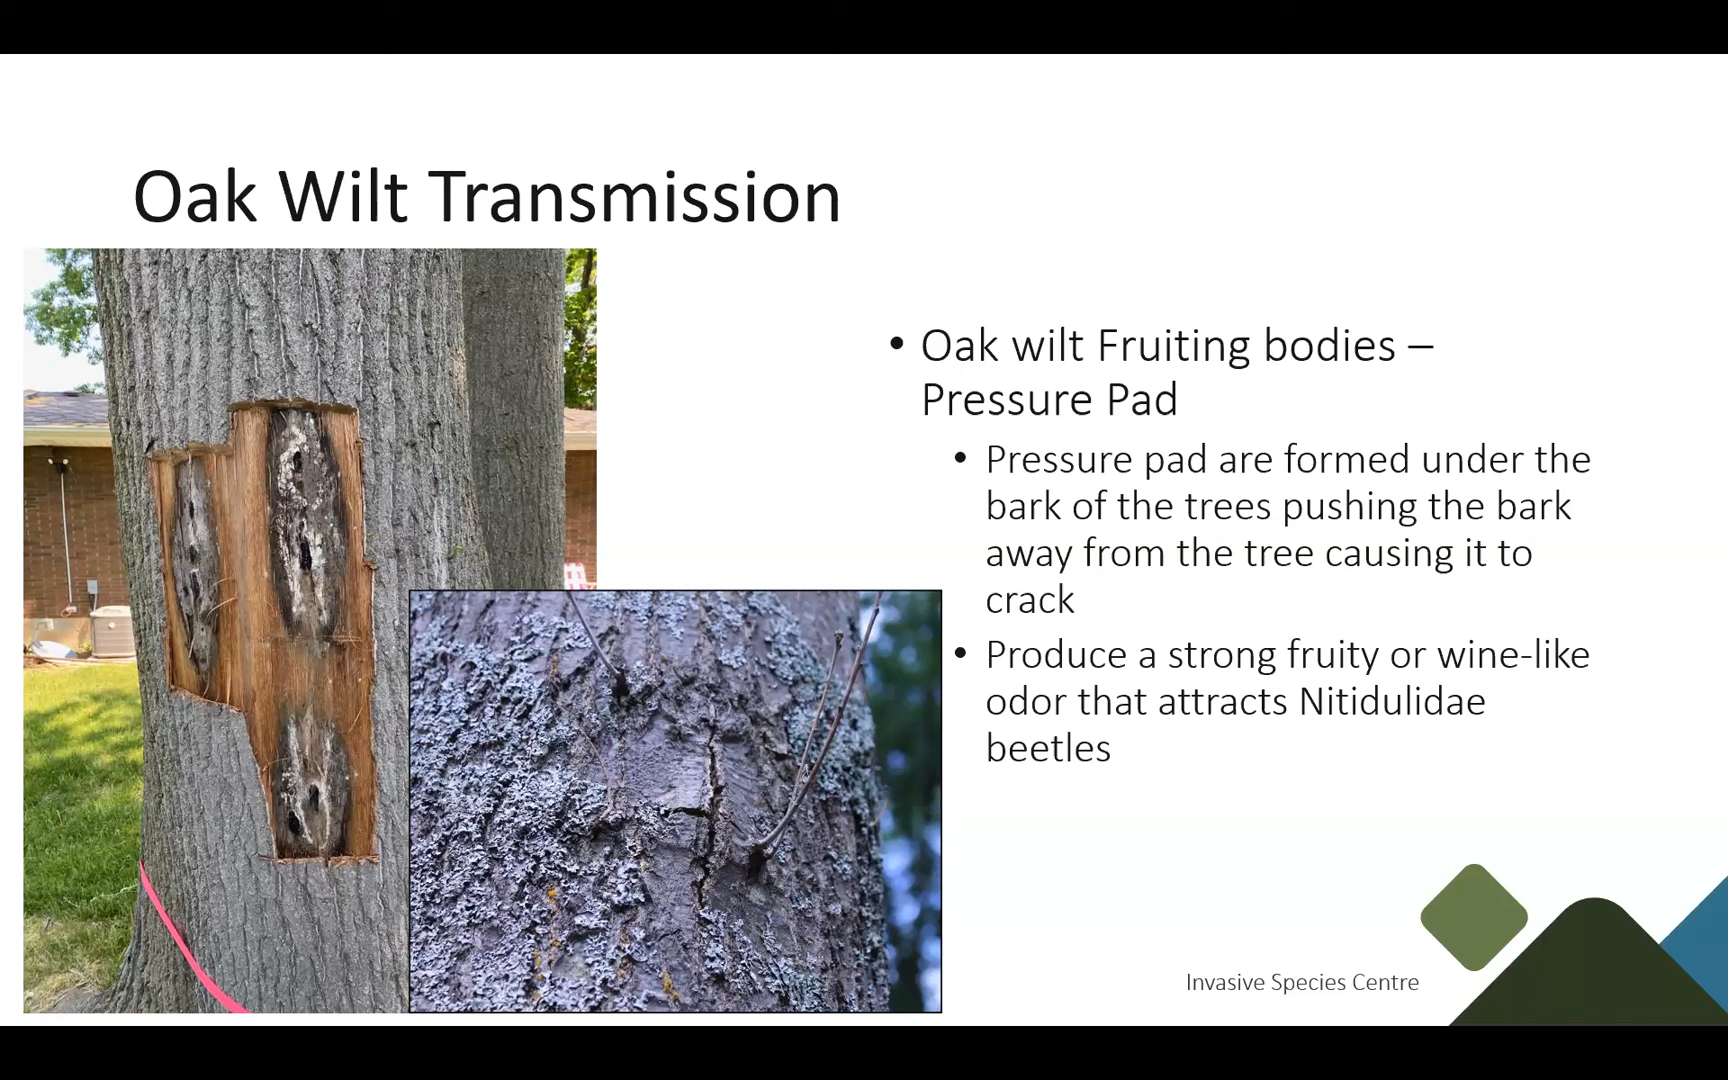 Oak Wilt Transmission
• Oak wilt Fruiting bodies –
Pressure Pad
• Pressure pad are formed under the
bark of the trees pushing the bark
away from the tree causing it to
crack
• Produce a strong fruity or wine-like
odor that attracts Nitidulidae
beetles
Invasive Species Centre